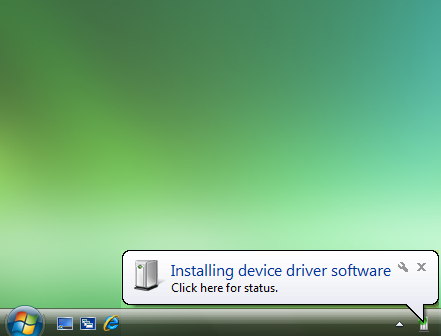 Installing device driver software
Click here for status.